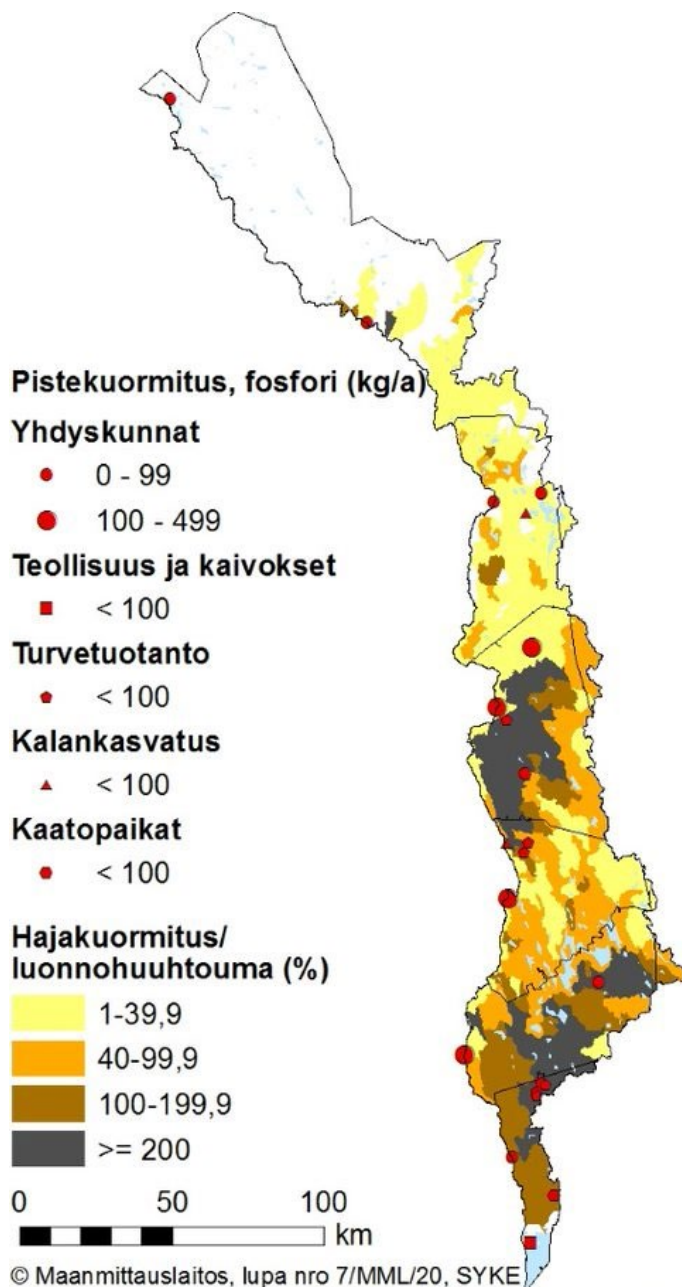 Pistekuormitus, fosfori (kg/a)
Yhdyskunnat
0 - 99
100 - 499
Teollisuus ja kaivokset
< 100
Turvetuotanto
< 100
Kalankasvatus
< 100
Kaatopaikat
< 100
Hajakuormitus/
luonnohuuhtouma (%)
1-39,9
40-99,9
100-199,9
>= 200
0 50 100
km
© Maanmittauslaitos, lupa nro 7/MML/20, SYKE